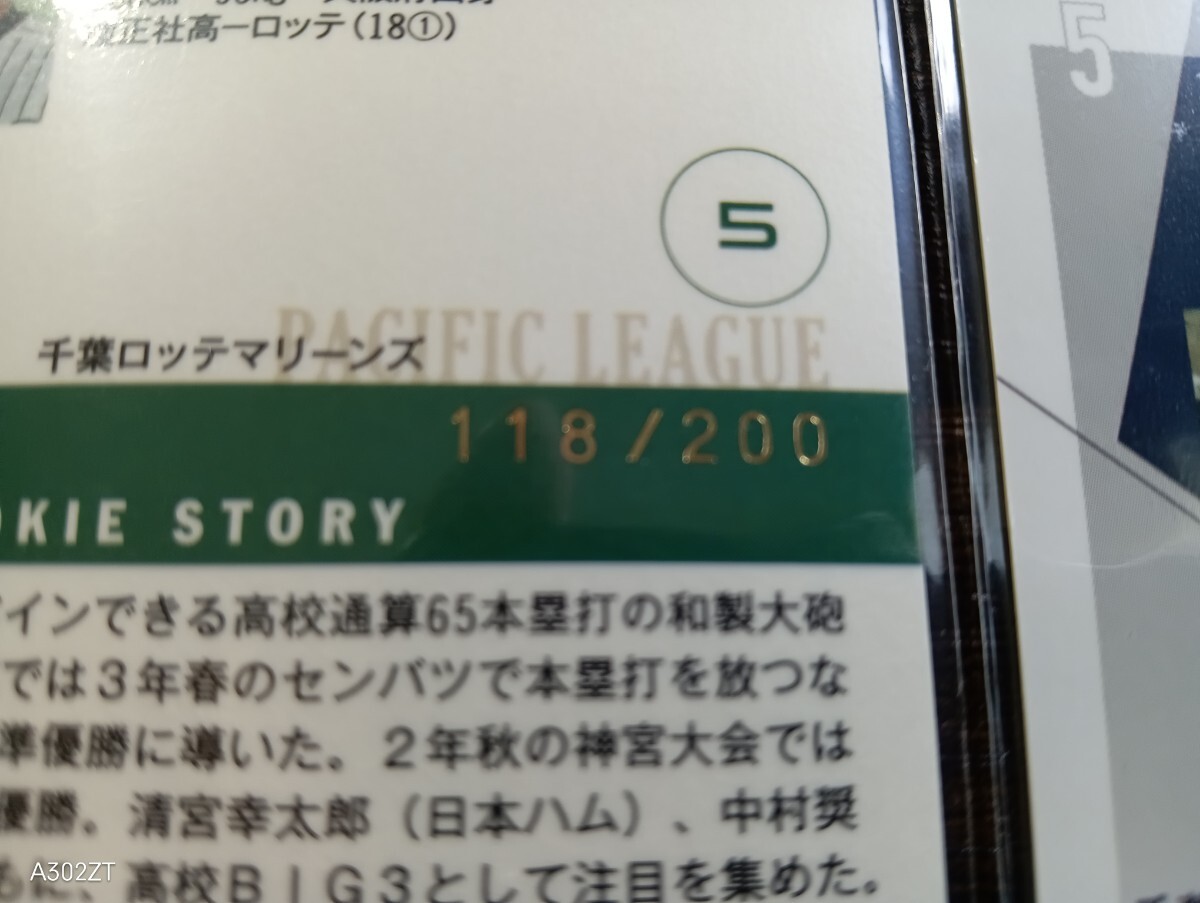 正社高ーロッテ(18①)
5
5
PACIFIC LEAGUE
千葉ロッテマリーンズ
118/200
OKIE STORY
インできる高校通算65本塁打の和製大砲
では3年春のセンバツで本塁打を放つな
準優勝に導いた。2年秋の神宮大会では
優勝。清宮幸太郎(日本ハム)、中村奨
に、高校BIG3として注目を集めた。
A302ZT